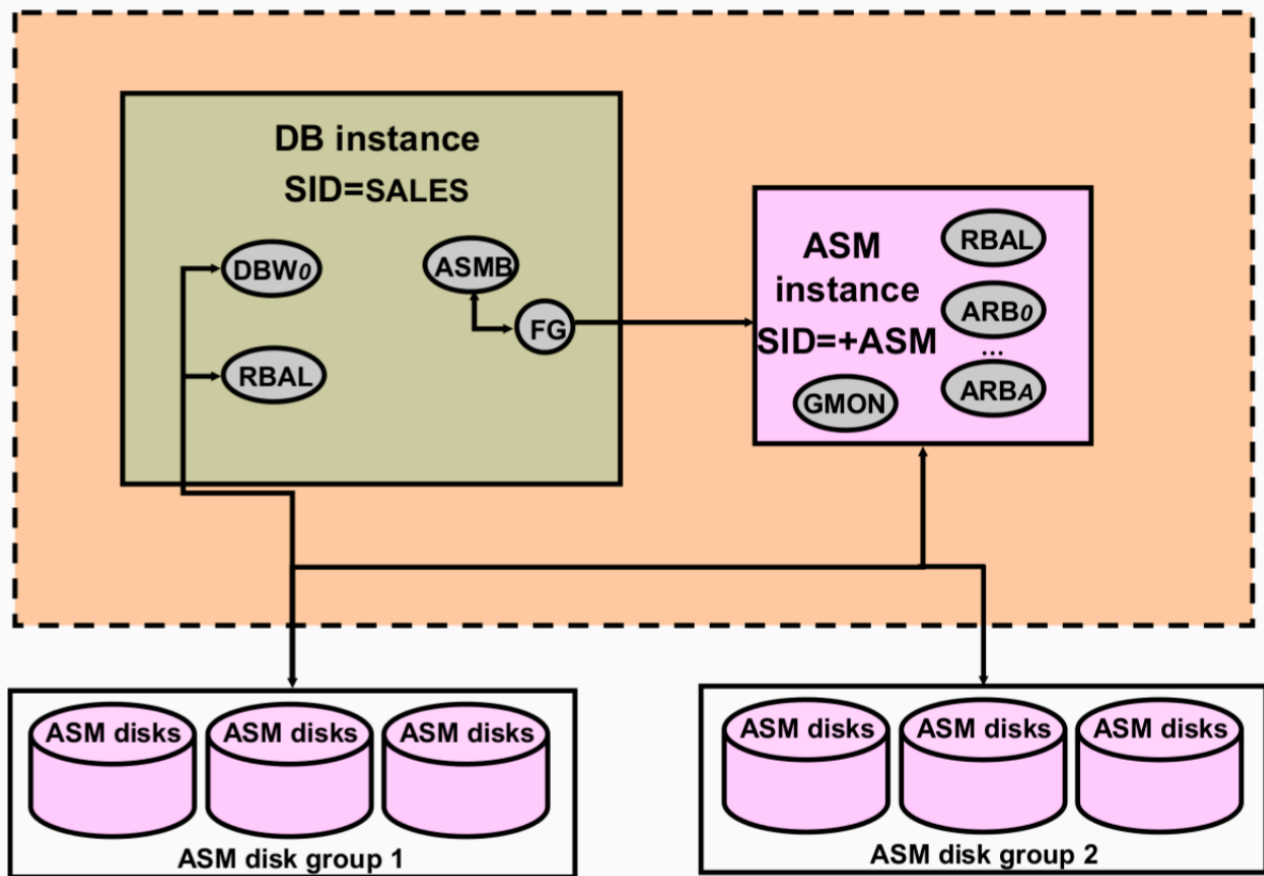 DB instance
SID=SALES
DBW0
ASMB
FG
RBAL
ASM
instance
SID=+ASM
RBAL
ARB0
...
ARBA
GMON
ASM disks
ASM disks
ASM disks
ASM disk group 1
ASM disks
ASM disks
ASM disks
ASM disk group 2